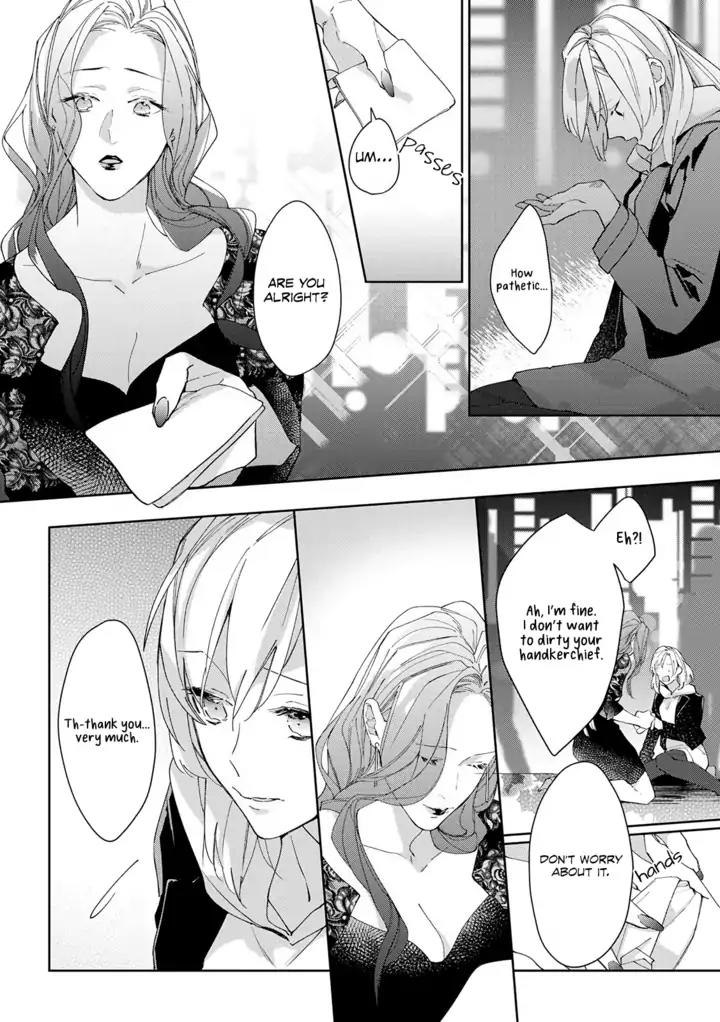 How
pathetic...
UM...
passes
ARE YOU
ALRIGHT?
Eh?!
Ah, I'm fine.
I don't want
to dirty your
handkerchief.
DON'T WORRY
ABOUT IT.
hands
Th-thank you...
very much.